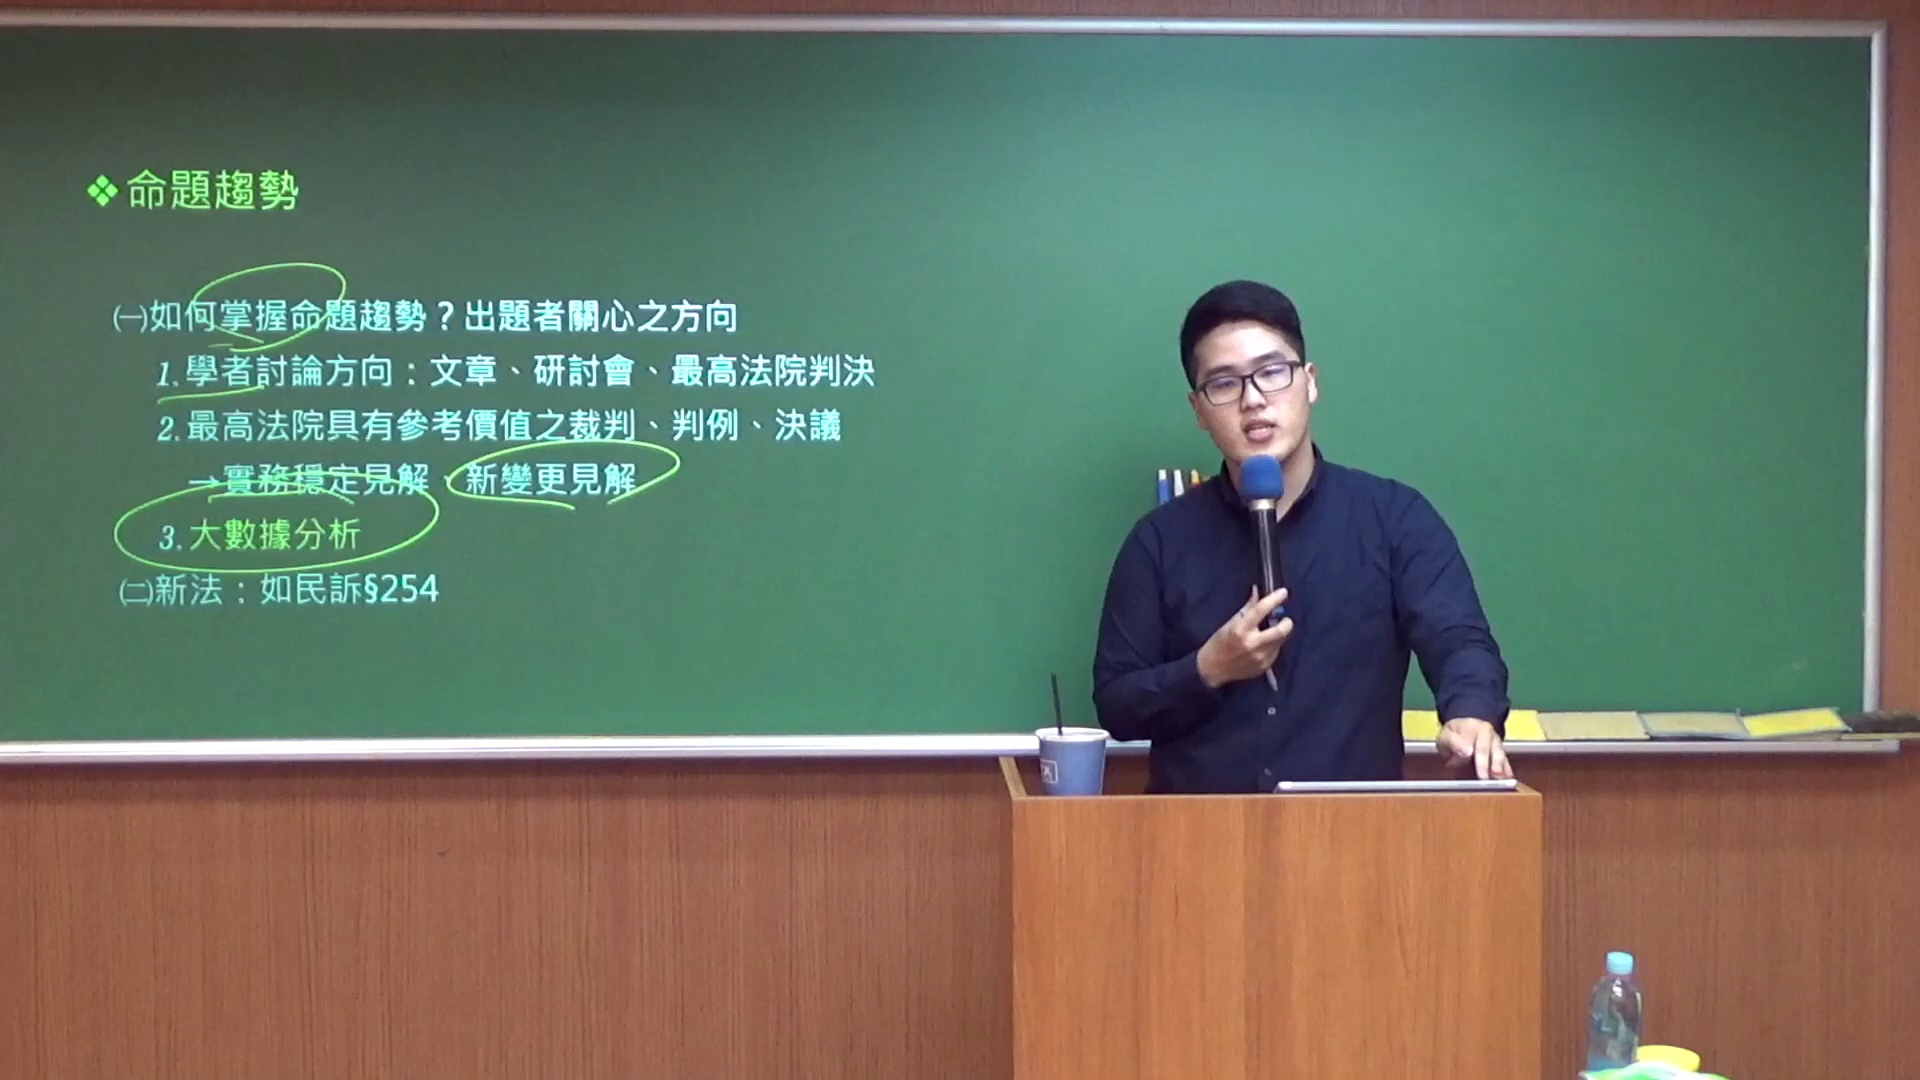 ❖命題趨勢
㈠如何掌握命題趨勢？出題者關心之方向
1.學者討論方向：文章、研討會、最高法院判決
2.最高法院具有參考價值之裁判、判例、決議
→實務穩定見解、新變更見解
3.大數據分析
㈡新法：如民訴§254